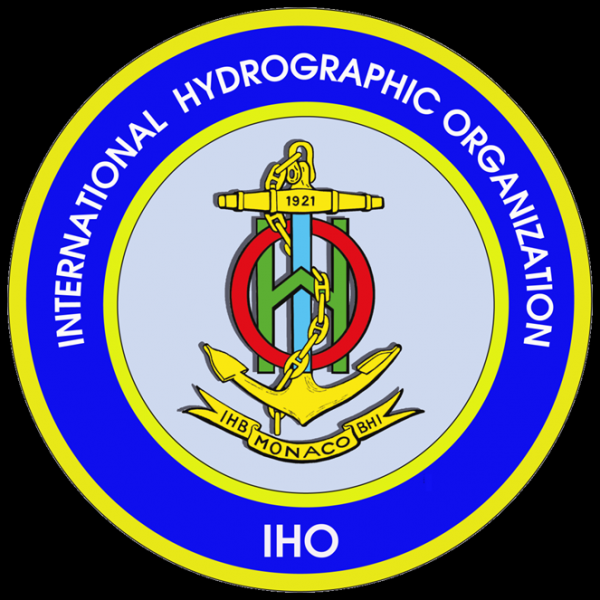 INTERNATIONAL HYDROGRAPHIC ORGANIZATION
1921
IHB MONACO BHI
IHO